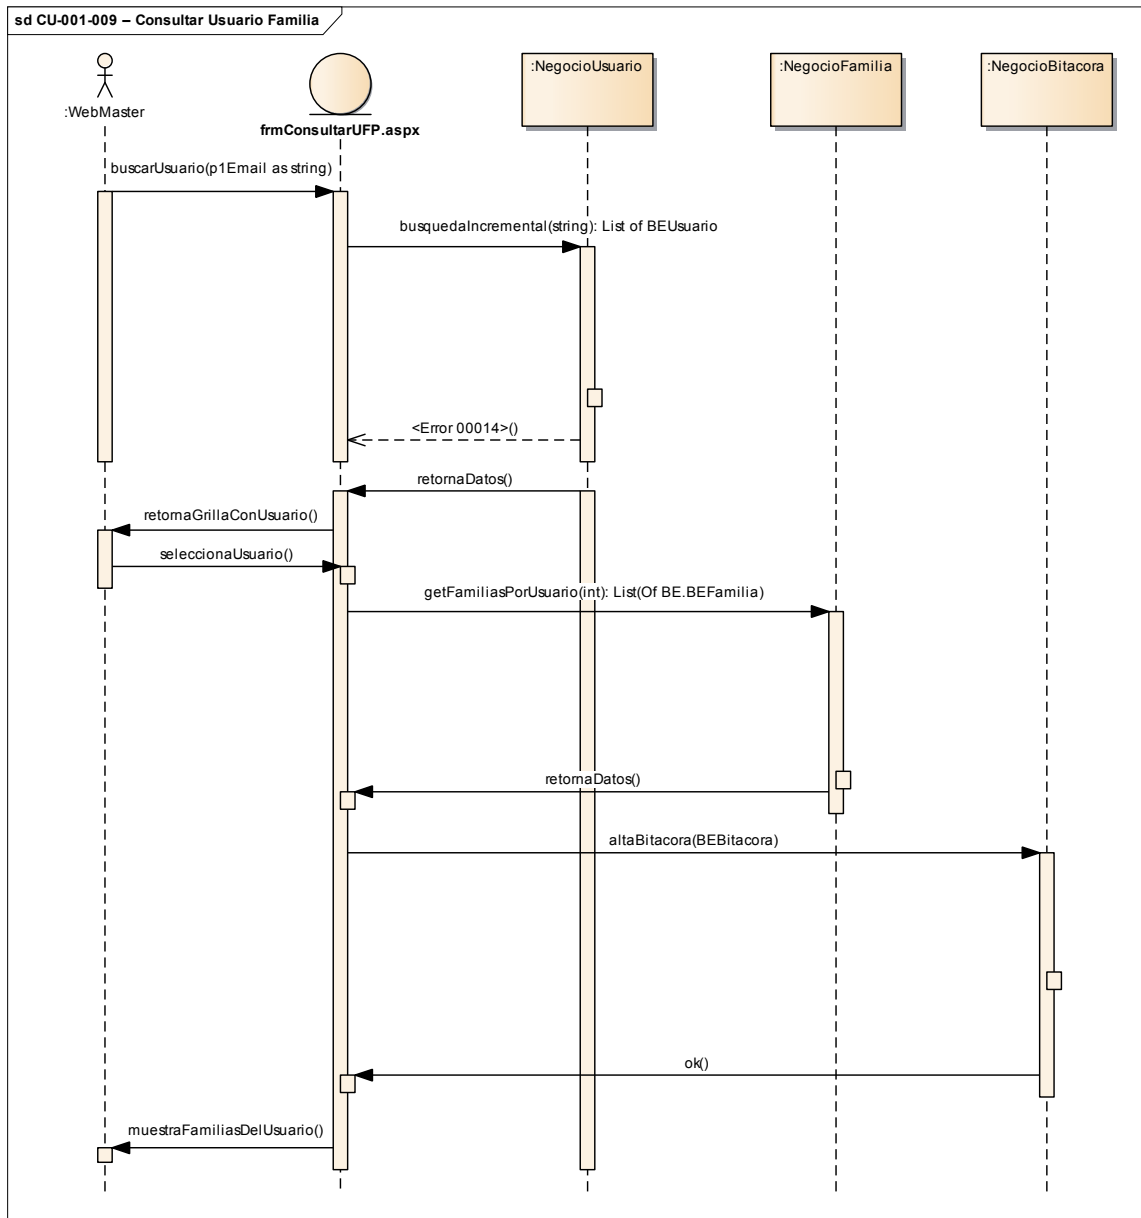 sd CU-001-009 – Consultar Usuario Familia
:WebMaster
frmConsultarUFP.aspx
:NegocioUsuario
:NegocioFamilia
:NegocioBitacora
buscarUsuario(p1Email as string)
busquedaIncremental(string): List of BEUsuario
<Error 00014>()
retornaDatos()
retornaGrillaConUsuario()
seleccionaUsuario()
getFamiliasPorUsuario(int): List(Of BE.BEFamilia)
retornaDatos()
altaBitacora(BEBitacora)
ok()
muestraFamiliasDelUsuario()